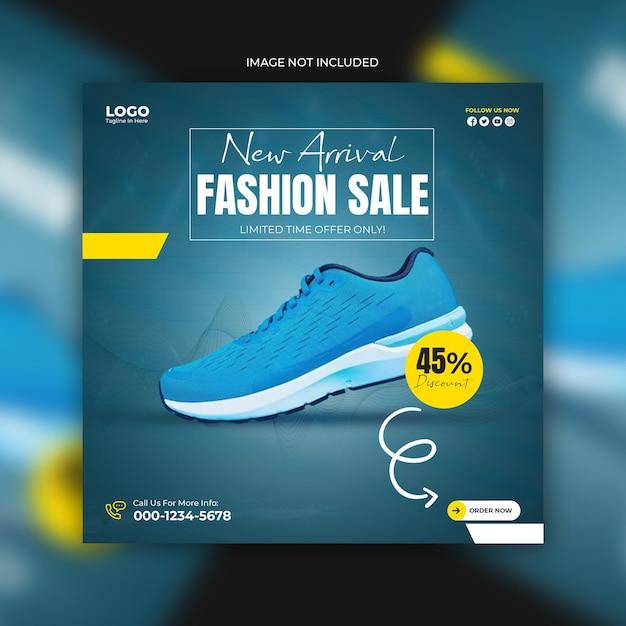 IMAGE NOT INCLUDED
LOGO
Tagline In Here
FOLLOW US NOW
New Arrival
FASHION SALE
LIMITED TIME OFFER ONLY!
45%
Discount
Call Us For More Info:
000-1234-5678
ORDER NOW